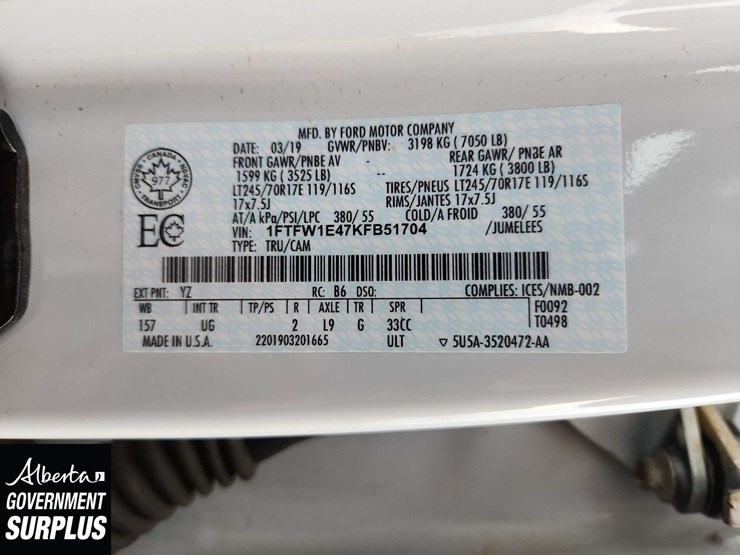 MFD. BY FORD MOTOR COMPANY
DATE: 03/19 GVWR/PNBV: 3198 KG (7050 LB)
FRONT GAWR/PNBE AV - REAR GAWR/ PNBE AR
1599 KG (3525 LB) -- 1724 KG (3800 LB)
LT245/70R17E 119/116S TIRES/PNEUS LT245/70R17E 119/116S
17x7.5J RIMS/JANTES 17x7.5J
AT/A kPa/PSI/LPC 380/55 COLD/A FROID 380/55
VIN: 1FTFW1E47KFB51704 /JUMELEES
TYPE: TRU/CAM
CANADA
CMVSS NSVAC
977
TRANSPORT
EC
EXT PNT: YZ RC: B6 DSO: COMPLIES: ICES/NMB-002
WB INT TR TP/PS R AXLE TR SPR F0092
157 UG 2 L9 G 33CC T0498
MADE IN U.S.A. 2201903201665 ULT ▽ 5U5A-3520472-AA
Alberta
GOVERNMENT
SURPLUS